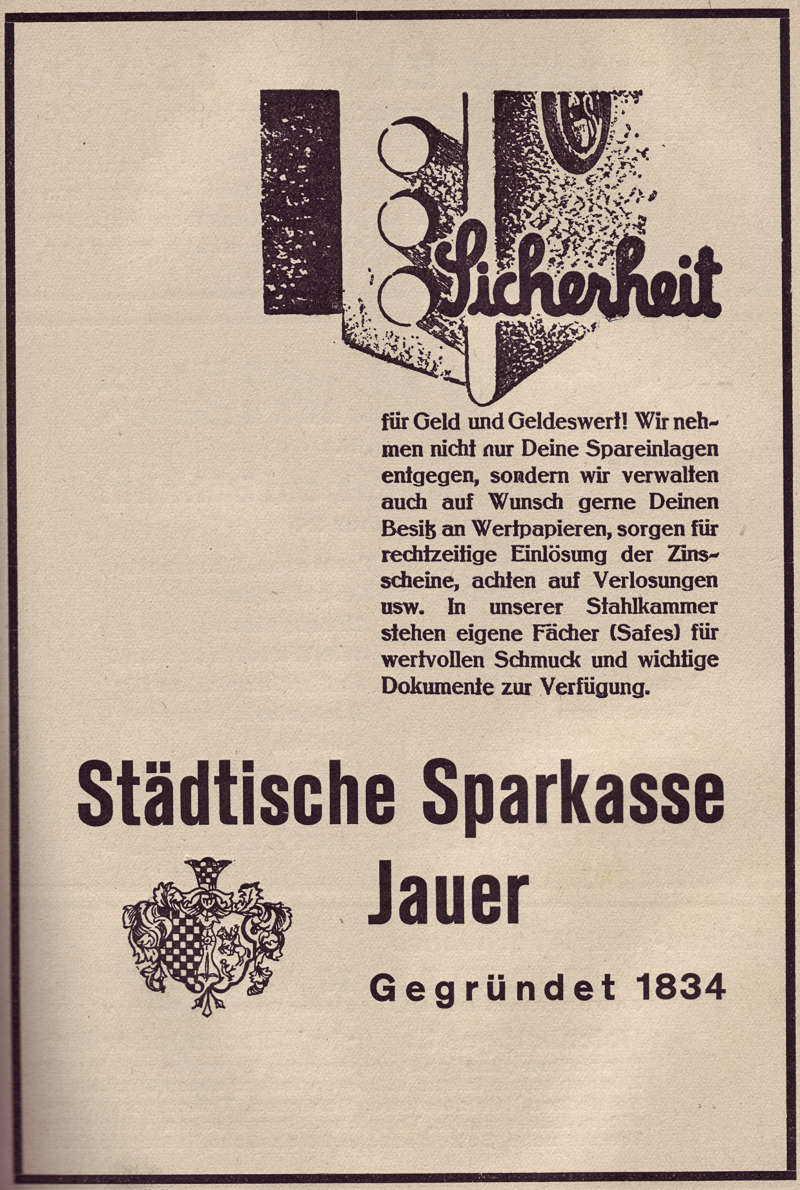 Sicherheit
für Geld und Geldeswert! Wir neh-
men nicht nur Deine Spareinlagen
entgegen, sondern wir verwalten
auch auf Wunsch gerne Deinen
Besitz an Wertpapieren, sorgen für
rechtzeitige Einlösung der Zins-
scheine, achten auf Verlosungen
usw. In unserer Stahlkammer
stehen eigene Fächer (Safes) für
wertvollen Schmuck und wichtige
Dokumente zur Verfügung.
Städtische Sparkasse
Jauer
Gegründet 1834